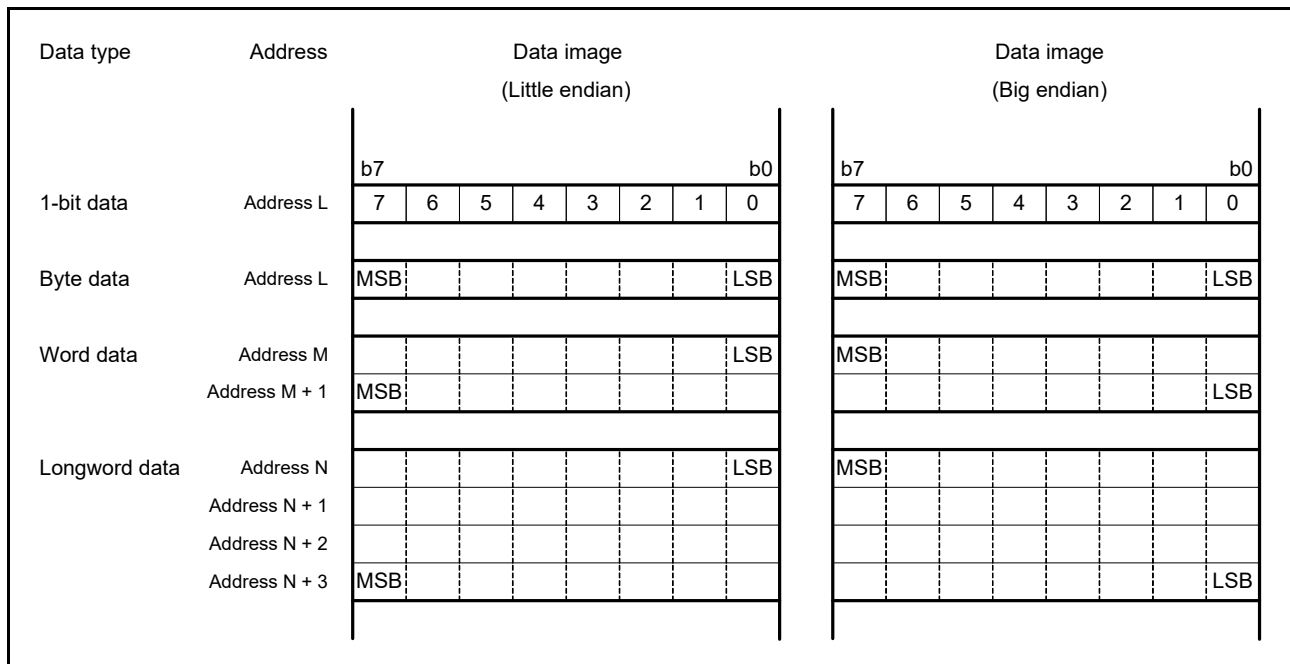 Data type Address Data image Data image
(Little endian) (Big endian)
b7 b0 b7 b0
1-bit data Address L 7 6 5 4 3 2 1 0 7 6 5 4 3 2 1 0
Byte data Address L MSB LSB MSB LSB
Word data Address M LSB MSB
Address M + 1 MSB LSB
Longword data Address N LSB MSB
Address N + 1
Address N + 2
Address N + 3 MSB LSB